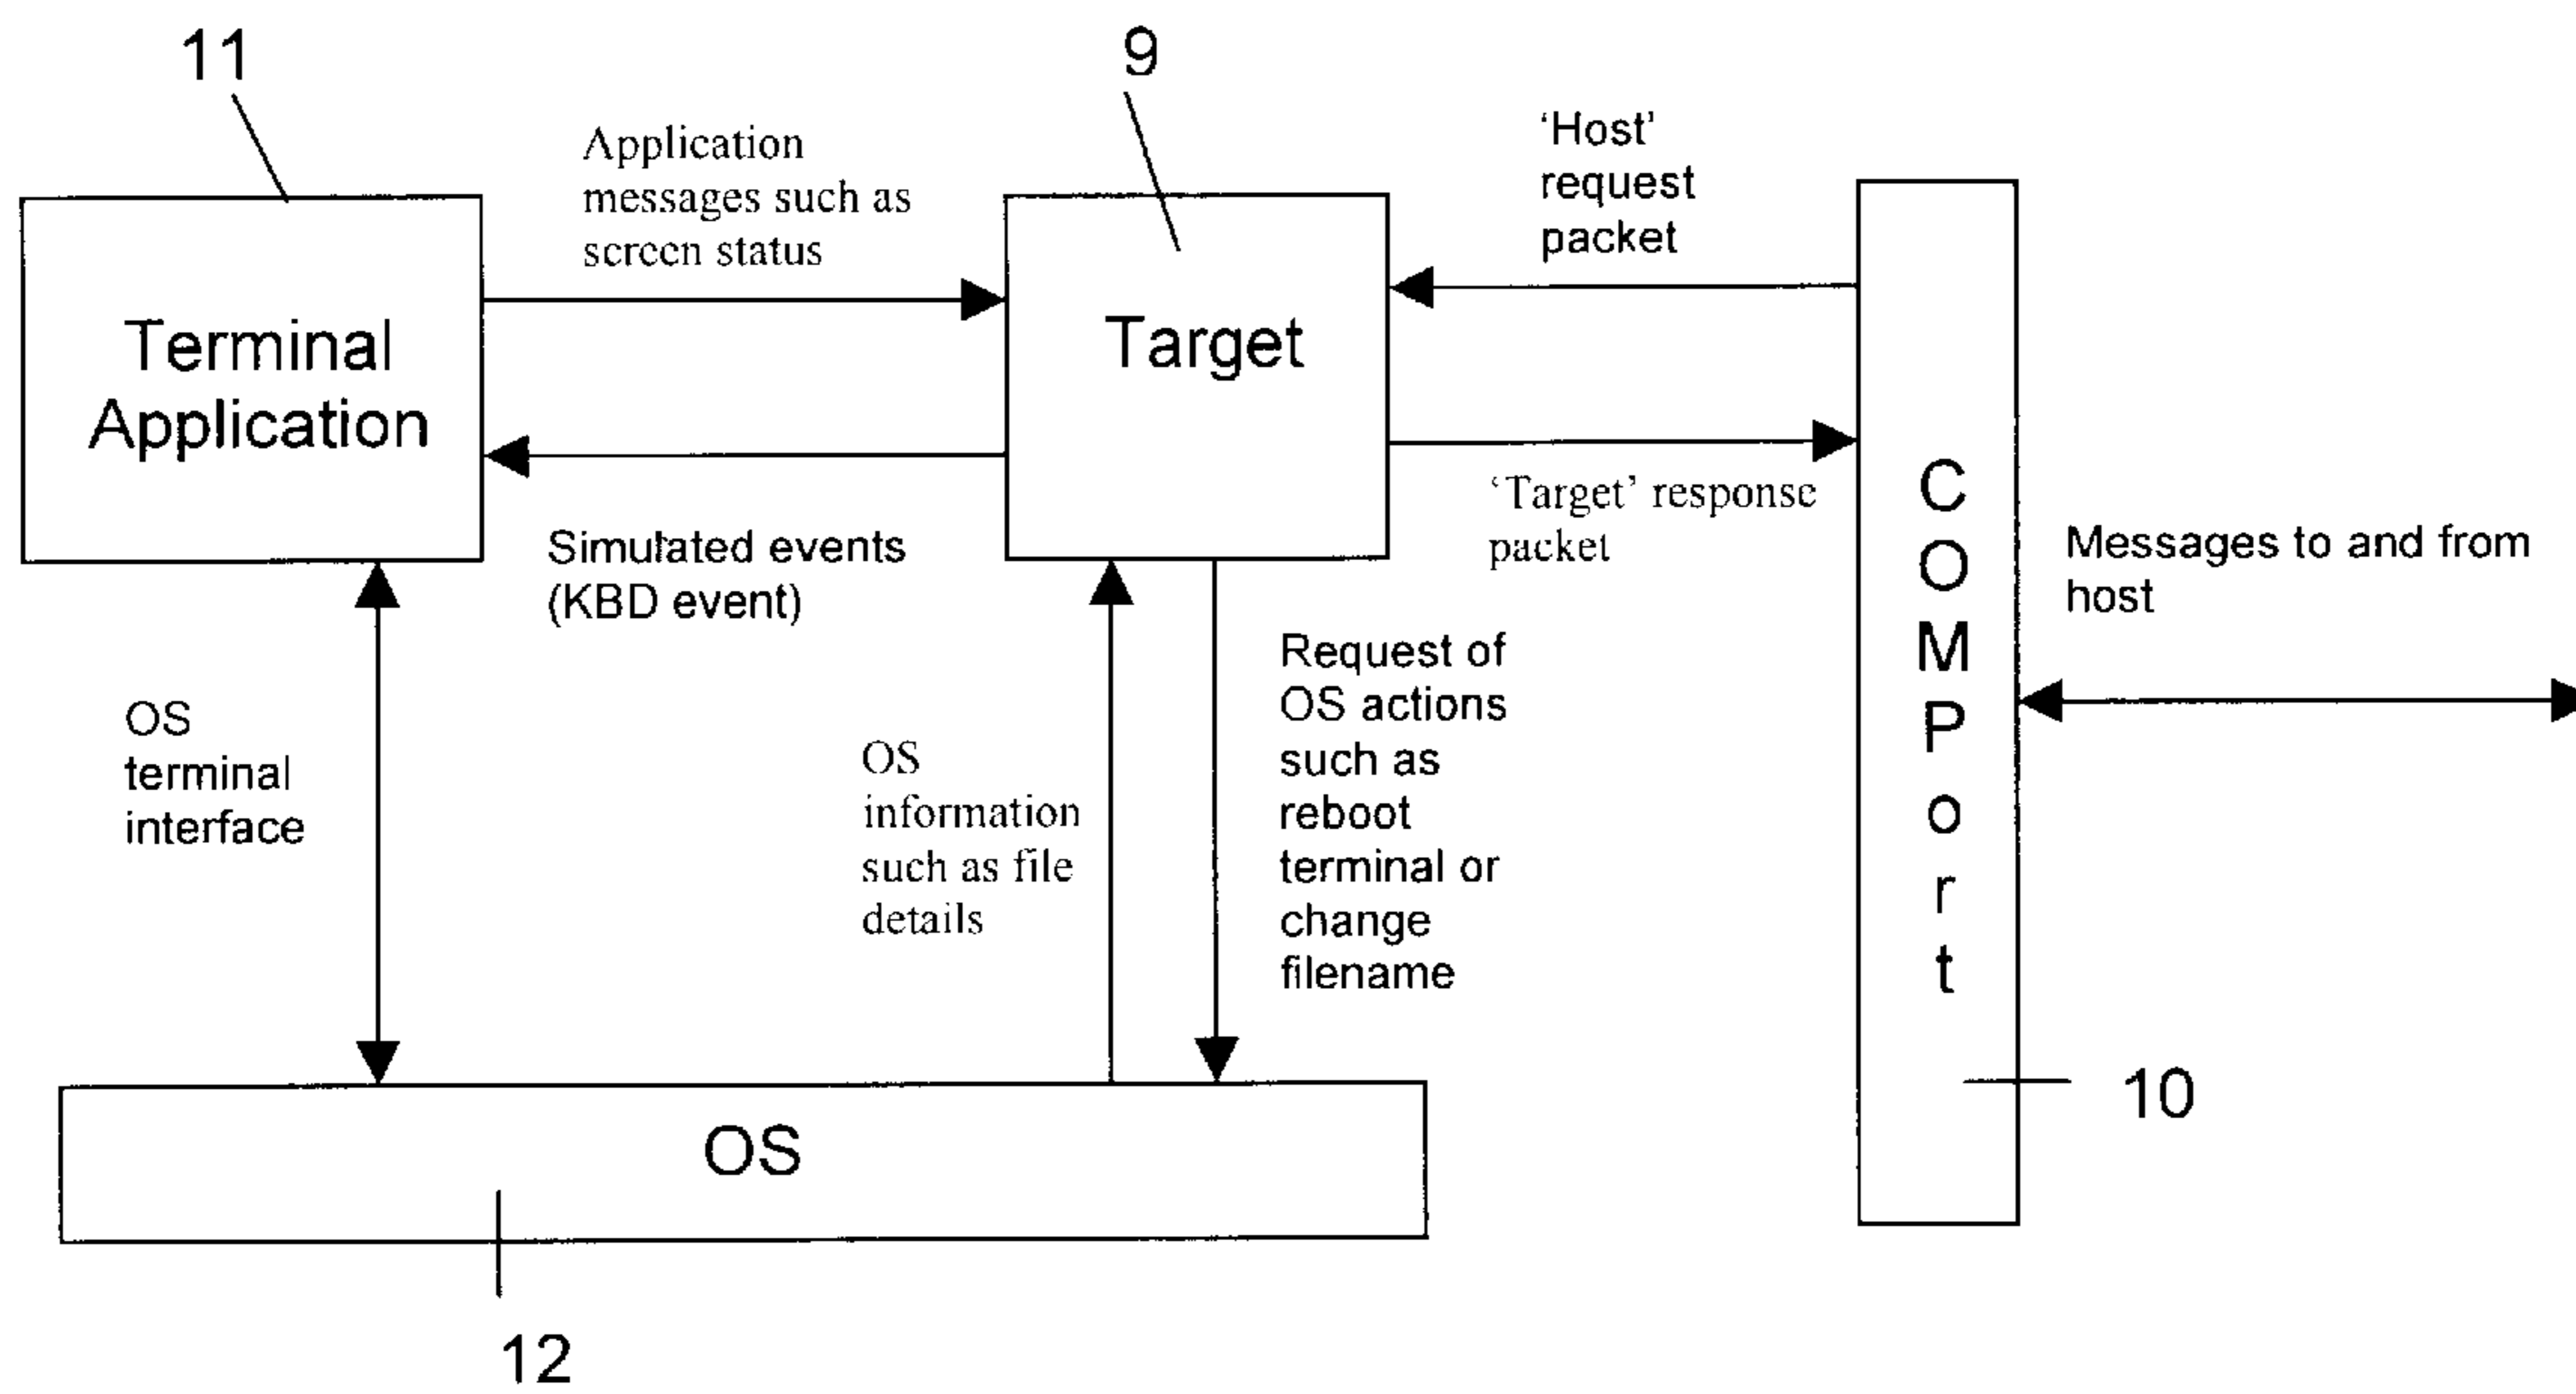 11
9
Application
messages such as
screen status
'Host'
request
packet
Terminal
Application
Target
Simulated events
(KBD event)
'Target' response
packet
COMPort
Messages to and from
host
OS
terminal
interface
OS
information
such as file
details
Request of
OS actions
such as
reboot
terminal or
change
filename
OS
10
12